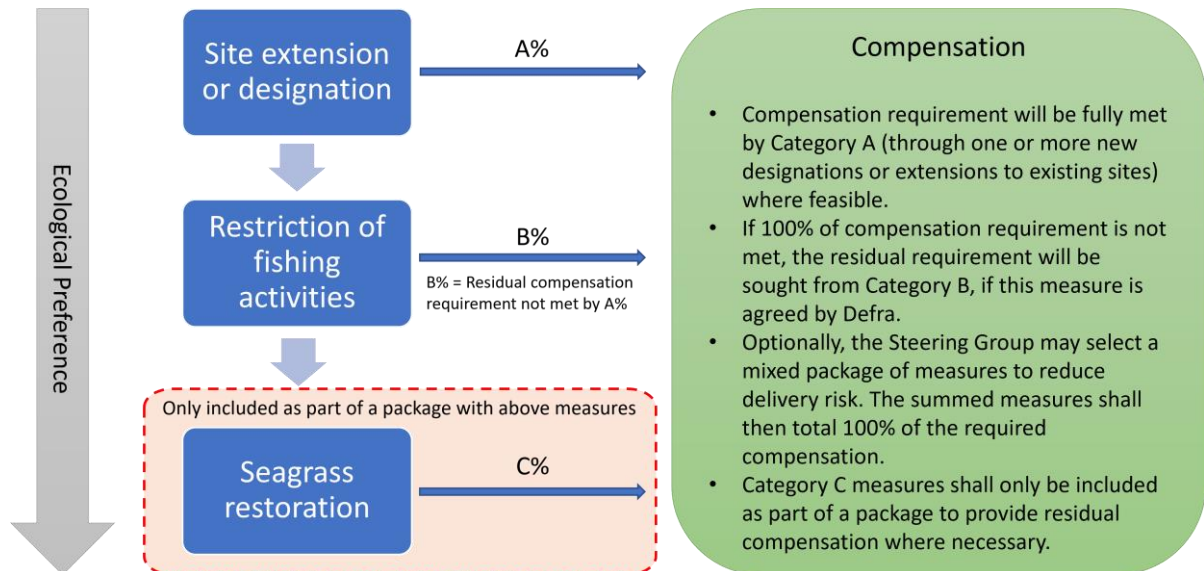 Ecological Preference
Site extension
or designation
A%
Restriction of
fishing
activities
B%
B% = Residual compensation
requirement not met by A%
Only included as part of a package with above measures
Seagrass
restoration
C%
Compensation
• Compensation requirement will be fully met
by Category A (through one or more new
designations or extensions to existing sites)
where feasible.
• If 100% of compensation requirement is not
met, the residual requirement will be
sought from Category B, if this measure is
agreed by Defra.
• Optionally, the Steering Group may select a
mixed package of measures to reduce
delivery risk. The summed measures shall
then total 100% of the required
compensation.
• Category C measures shall only be included
as part of a package to provide residual
compensation where necessary.